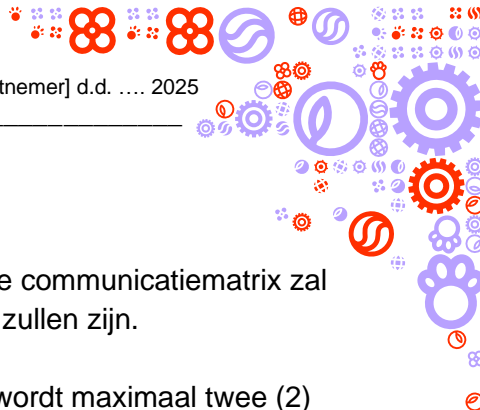 tnemer] d.d. …. 2025
e communicatiematrix zal
zullen zijn.
wordt maximaal twee (2)